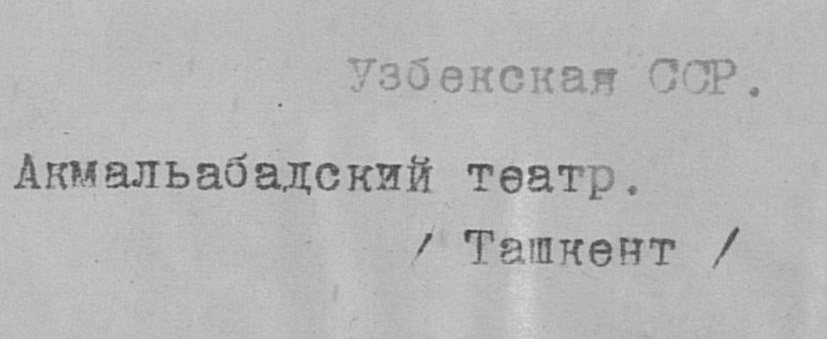 Узбекская ССР.
Акмальабадский театр.
/ Ташкент /